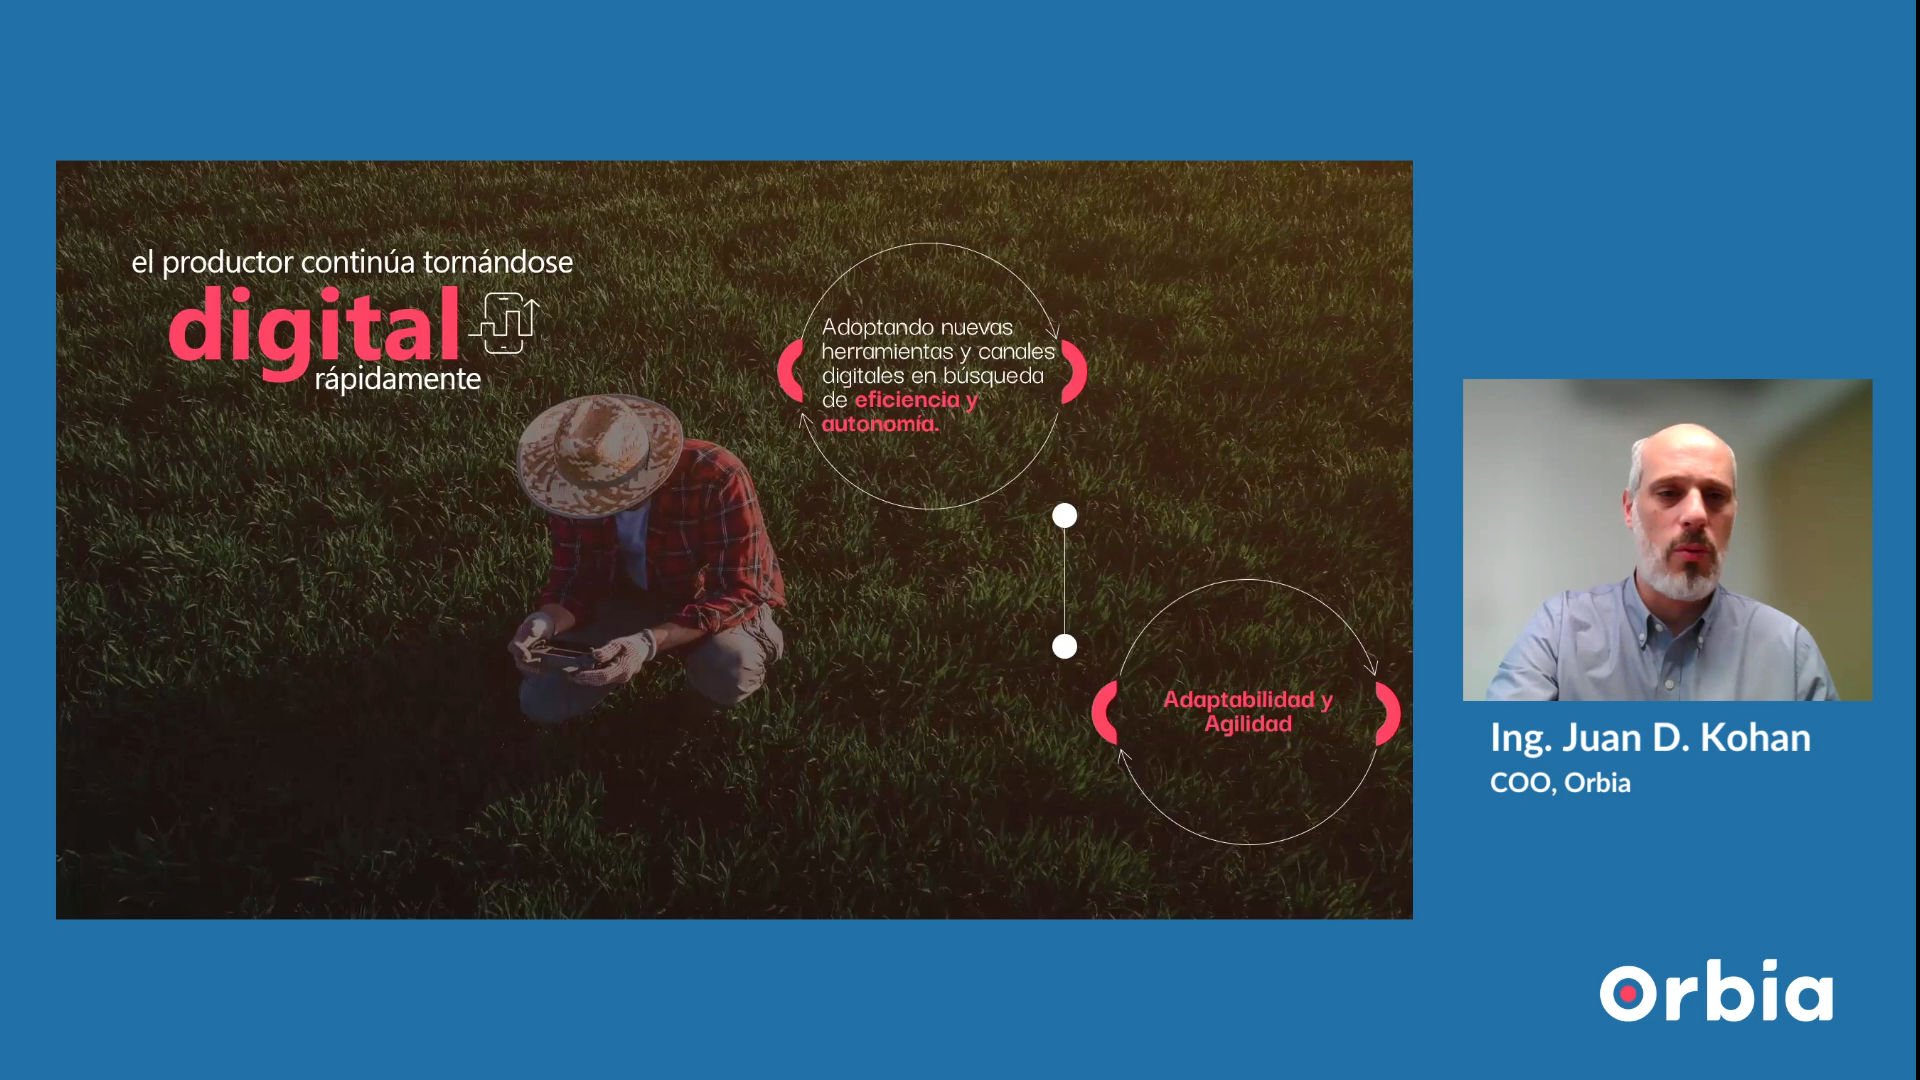 el productor continúa tornándose
digital
rápidamente
Adoptando nuevas
herramientas y canales
digitales en búsqueda
de eficiencia y
autonomía.
Adaptabilidad y
Agilidad
Ing. Juan D. Kohan
COO, Orbia
Orbia